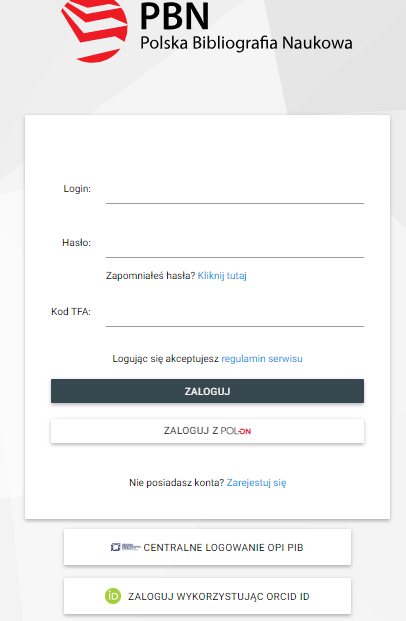 PBN
Polska Bibliografia Naukowa
Login:
Hasło:
Zapomniałeś hasła? Kliknij tutaj
Kod TFA:
Logując się akceptujesz regulamin serwisu
ZALOGUJ
ZALOGUJ Z POL-ON
Nie posiadasz konta? Zarejestuj się
CENTRALNE LOGOWANIE OPI PIB
iD ZALOGUJ WYKORZYSTUJĄC ORCID ID